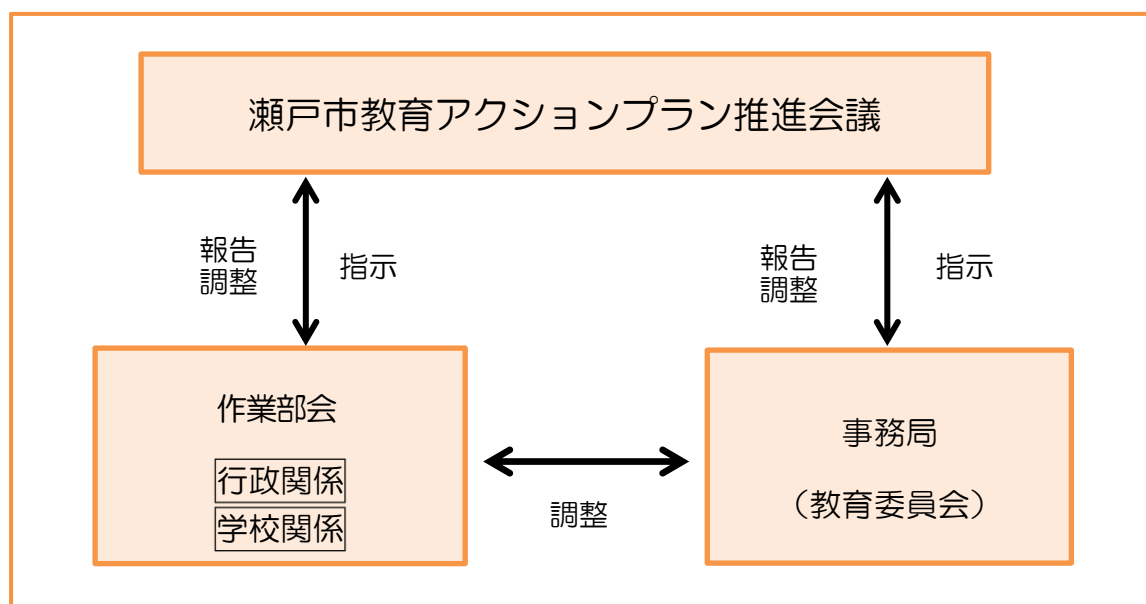 瀬戸市教育アクションプラン推進会議
報告
調整
指示
報告
調整
指示
作業部会
行政関係
学校関係
調整
事務局
（教育委員会）